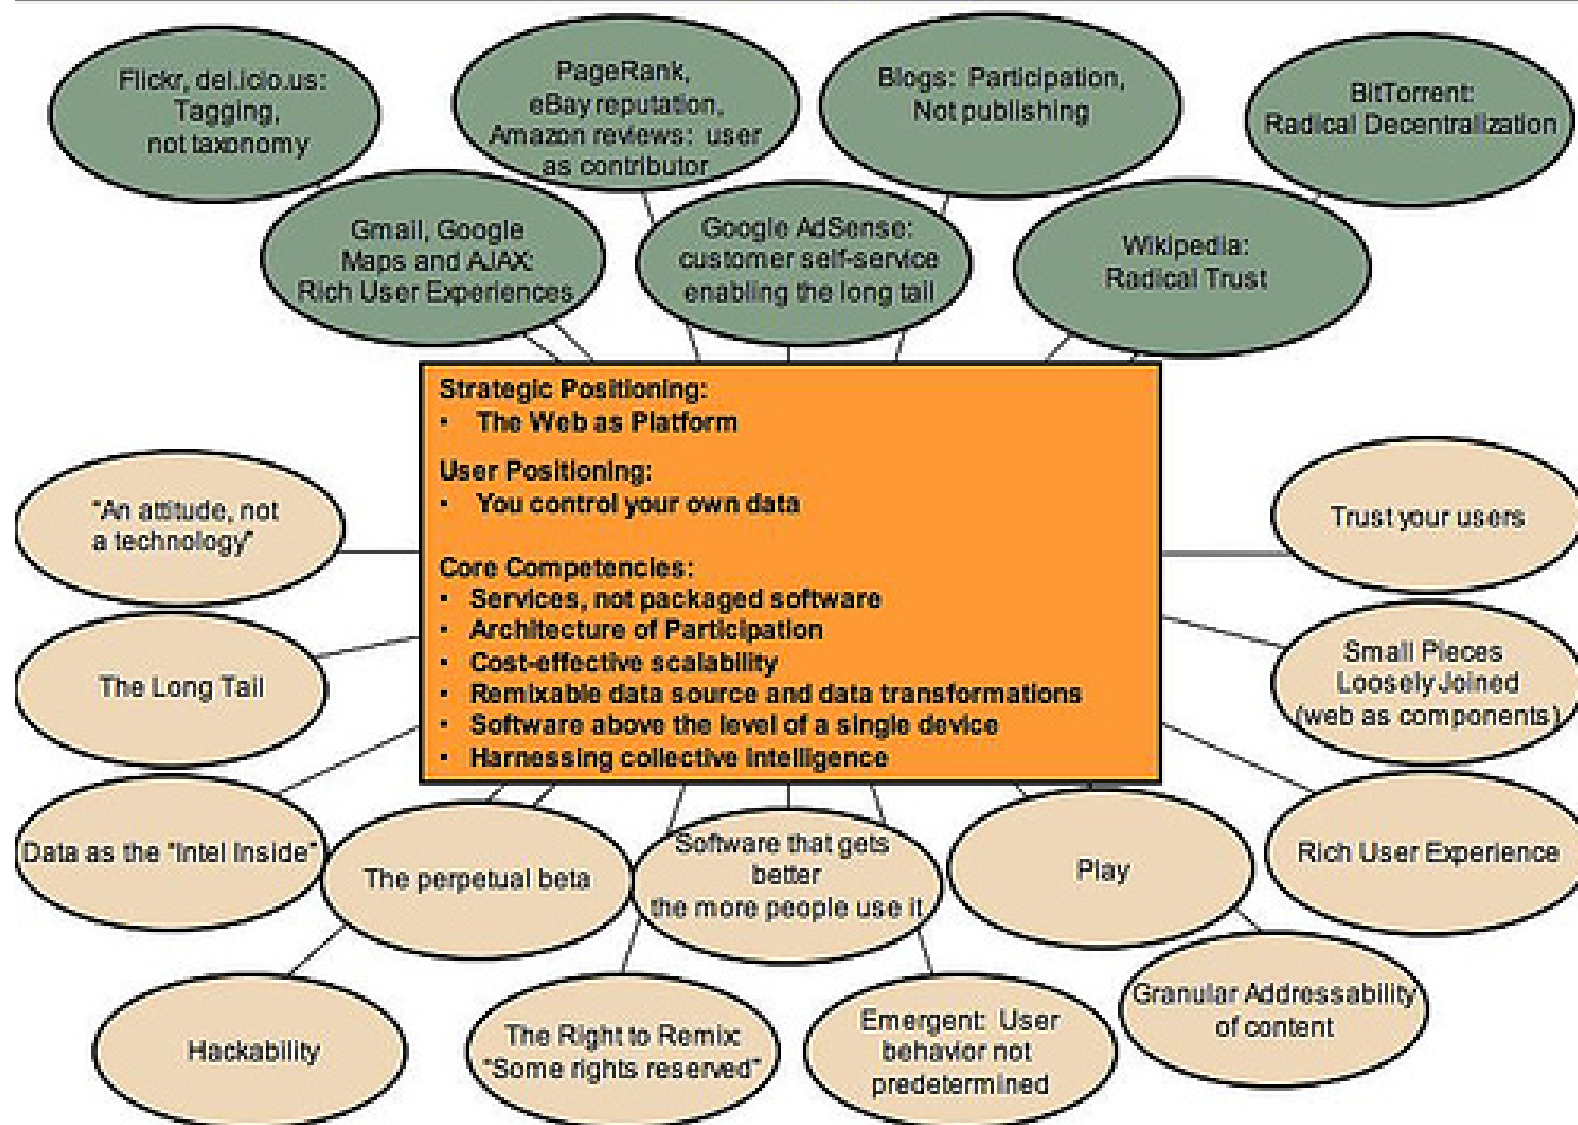 Flickr, del.icio.us:
Tagging,
not taxonomy
PageRank,
eBay reputation,
Amazon reviews: user
as contributor
Blogs: Participation,
Not publishing
BitTorrent:
Radical Decentralization
Gmail, Google
Maps and AJAX:
Rich User Experiences
Google AdSense:
customer self-service
enabling the long tail
Wikipedia:
Radical Trust
Strategic Positioning:
• The Web as Platform
User Positioning:
• You control your own data
Core Competencies:
• Services, not packaged software
• Architecture of Participation
• Cost-effective scalability
• Remixable data source and data transformations
• Software above the level of a single device
• Harnessing collective intelligence
"An attitude, not
a technology"
Trust your users
The Long Tail
Small Pieces
Loosely Joined
(web as components)
Data as the "Intel Inside"
The perpetual beta
Software that gets
better
the more people use it
Play
Rich User Experience
Hackability
The Right to Remix:
"Some rights reserved"
Emergent: User
behavior not
predetermined
Granular Addressability
of content